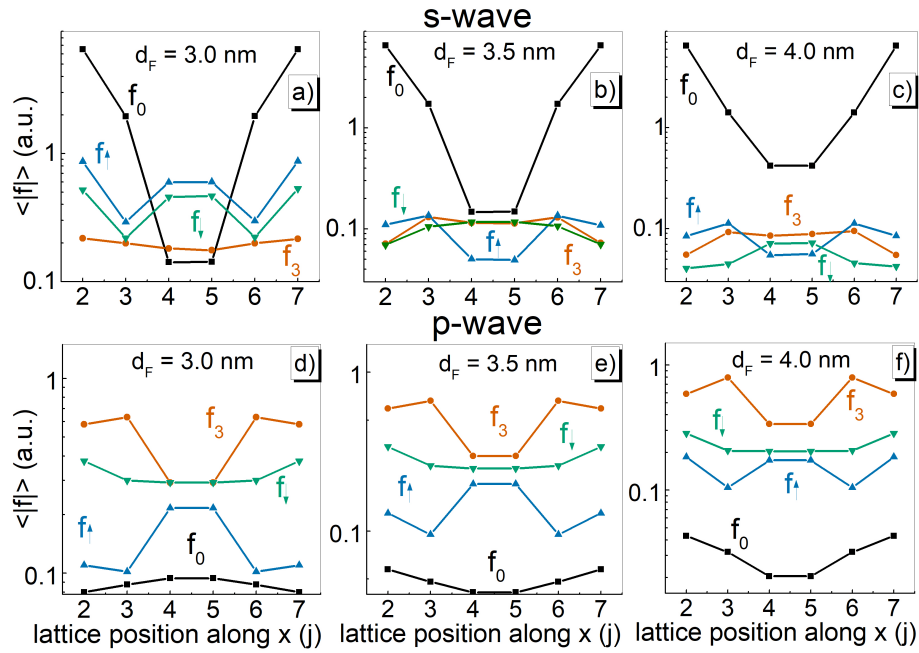 s-wave
d_F = 3.0 nm
d_F = 3.5 nm
d_F = 4.0 nm
a)
b)
c)
<|f|> (a.u.)
1
0.1
1
0.1
1
0.1
f_0
f_↑
f_↓
f_3
f_0
f_↓
f_↑
f_3
f_0
f_↑
f_3
f_↓
2 3 4 5 6 7
2 3 4 5 6 7
2 3 4 5 6 7
p-wave
d_F = 3.0 nm
d_F = 3.5 nm
d_F = 4.0 nm
d)
e)
f)
<|f|> (a.u.)
1
0.1
1
0.1
1
0.1
f_3
f_↓
f_↑
f_0
f_3
f_↓
f_↑
f_0
f_3
f_↓
f_↑
f_0
2 3 4 5 6 7
2 3 4 5 6 7
2 3 4 5 6 7
lattice position along x (j)
lattice position along x (j)
lattice position along x (j)